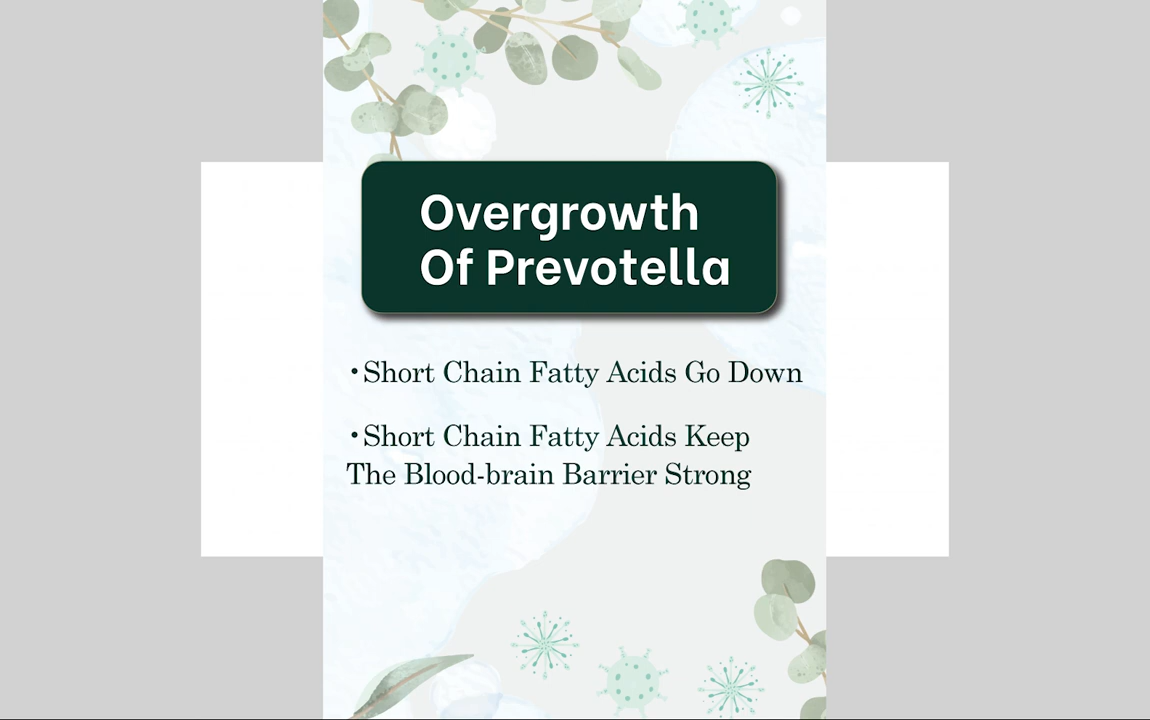 Overgrowth
Of Prevotella
•Short Chain Fatty Acids Go Down
•Short Chain Fatty Acids Keep
The Blood-brain Barrier Strong